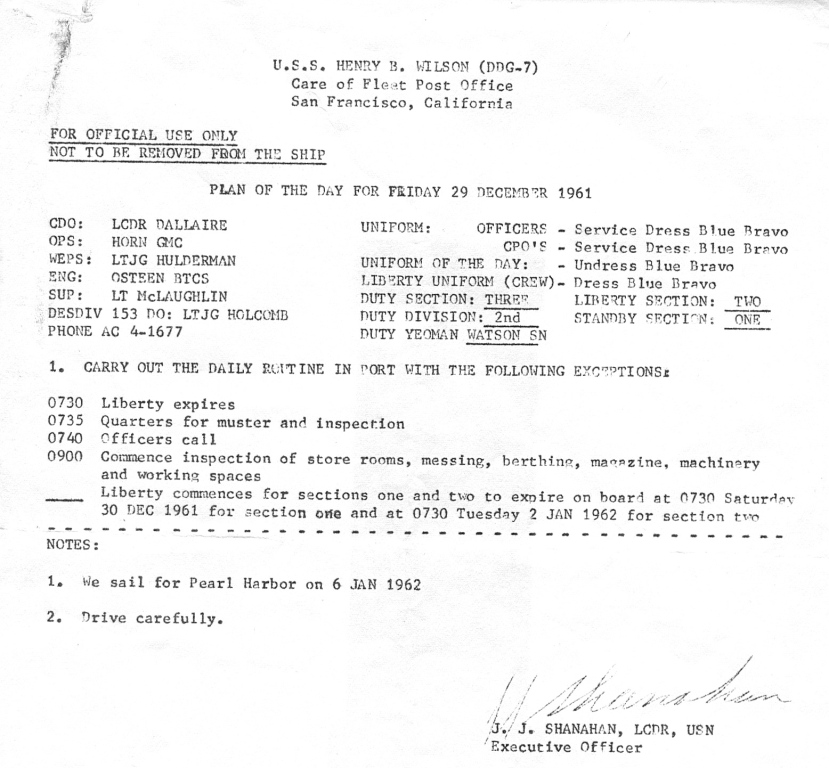 U.S.S. HENRY B. WILSON (DDG-7)
Care of Fleet Post Office
San Francisco, California
FOR OFFICIAL USE ONLY
NOT TO BE REMOVED FROM THE SHIP
PLAN OF THE DAY FOR FRIDAY 29 DECEMBER 1961
CDO: LCDR DALLAIRE UNIFORM: OFFICERS - Service Dress Blue Bravo
OPS: HORN GMC CPO'S - Service Dress Blue Bravo
WEPS: LTJG HULDERMAN UNIFORM OF THE DAY: - Undress Blue Bravo
ENG: OSTEEN BTCS LIBERTY UNIFORM (CREW)- Dress Blue Bravo
SUP: LT McLAUGHLIN DUTY SECTION: THREE LIBERTY SECTION: TWO
DESDIV 153 DO: LTJG HOLCOMB DUTY DIVISION: 2nd STANDBY SECTION: ONE
PHONE AC 4-1677 DUTY YEOMAN WATSON SN
1. CARRY OUT THE DAILY ROUTINE IN PORT WITH THE FOLLOWING EXCEPTIONS:
0730 Liberty expires
0735 Quarters for muster and inspection
0740 Officers call
0900 Commence inspection of store rooms, messing, berthing, magazine, machinery
and working spaces
____ Liberty commences for sections one and two to expire on board at 0730 Saturday
30 DEC 1961 for section one and at 0730 Tuesday 2 JAN 1962 for section two
NOTES:
1. We sail for Pearl Harbor on 6 JAN 1962
2. Drive carefully.
JJ Shanahan
J. J. SHANAHAN, LCDR, USN
Executive Officer